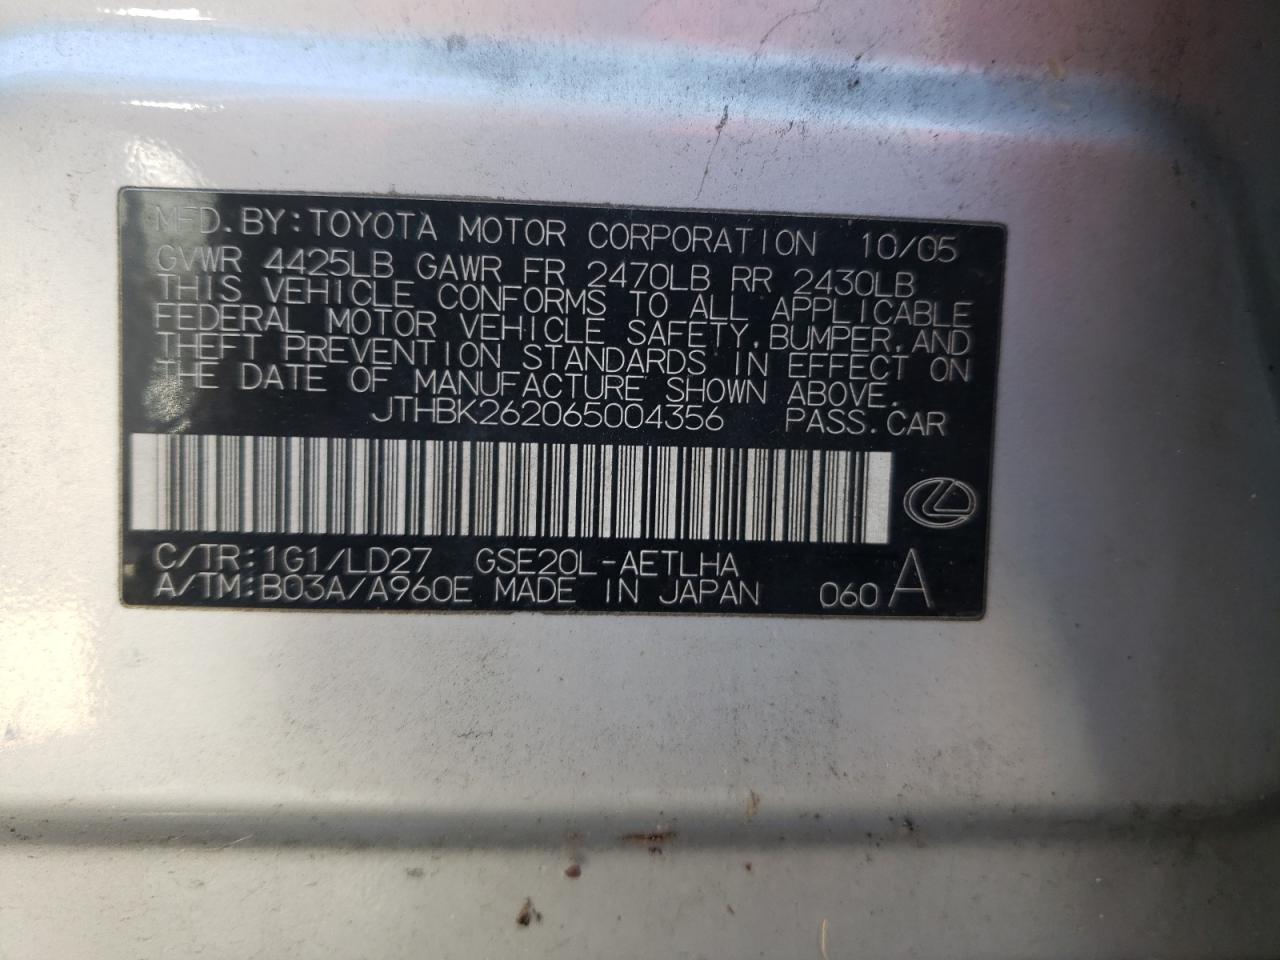 MFD.BY:TOYOTA MOTOR CORPORATION 10/05
GVWR 4425LB GAWR FR 2470LB RR 2430LB
THIS VEHICLE CONFORMS TO ALL APPLICABLE
FEDERAL MOTOR VEHICLE SAFETY,BUMPER,AND
THEFT PREVENTION STANDARDS IN EFFECT ON
THE DATE OF MANUFACTURE SHOWN ABOVE.
JTHBK262065004356 PASS.CAR
C/TR:1G1/LD27 GSE20L-AETLHA
A/TM:B03A/A960E MADE IN JAPAN 060 A